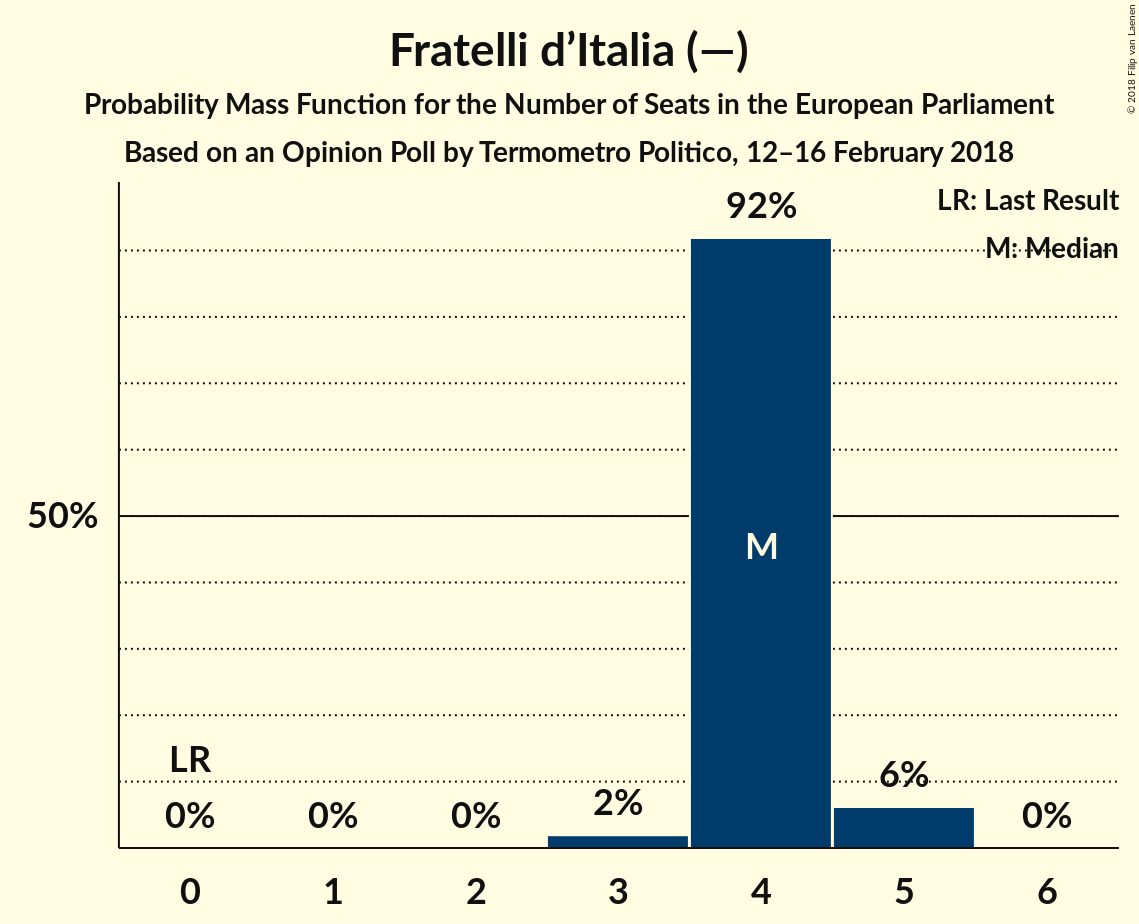 Fratelli d’Italia (—)
Probability Mass Function for the Number of Seats in the European Parliament
Based on an Opinion Poll by Termometro Politico, 12–16 February 2018
© 2018 Filip van Laenen
LR: Last Result
M: Median
92%
50%
M
LR
0%
0%
0%
2%
6%
0%
0
1
2
3
4
5
6